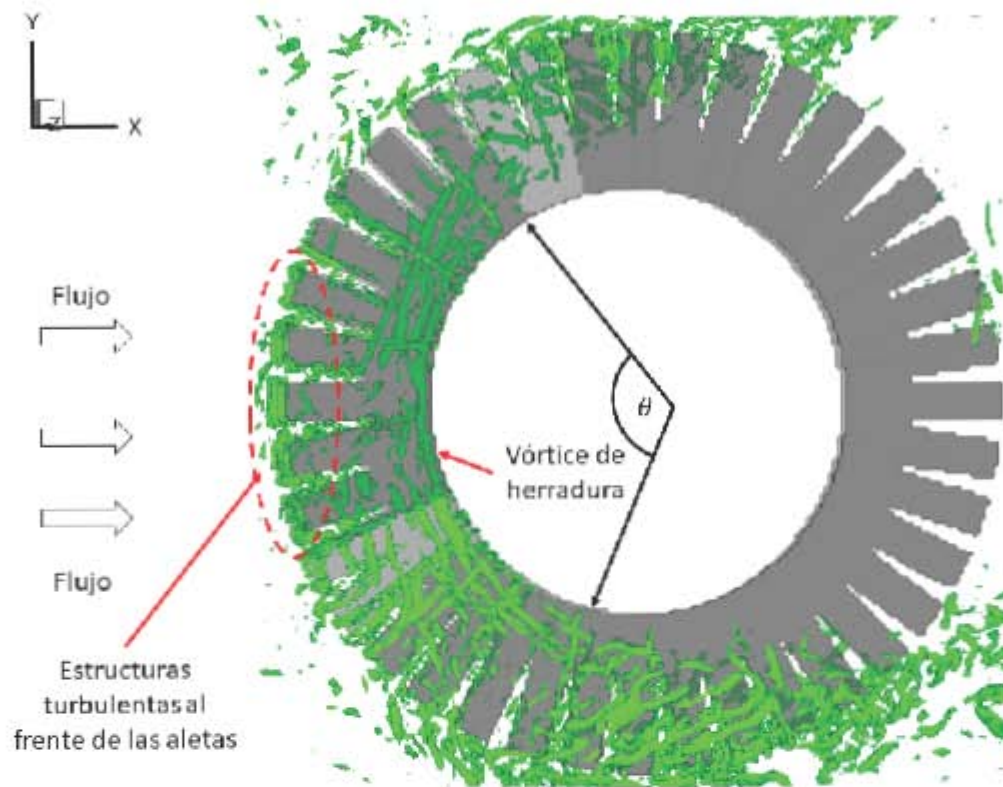 Y
Z
X
Flujo
θ
Vórtice de
herradura
Flujo
Estructuras
turbulentas al
frente de las aletas